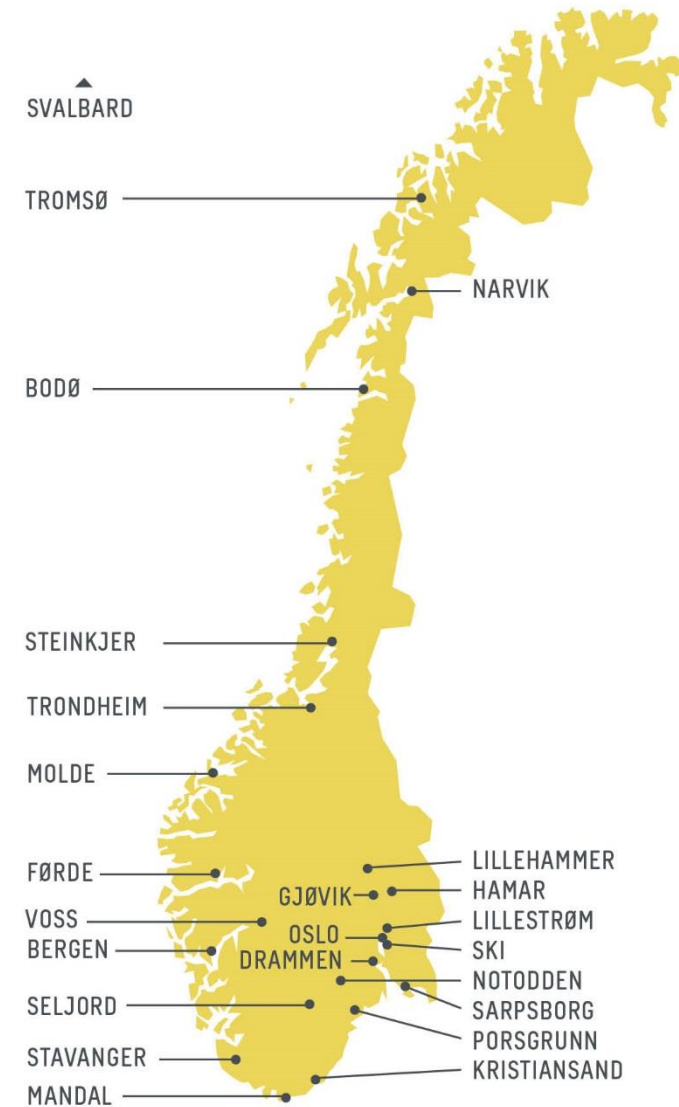 SVALBARD
TROMSØ
NARVIK
BODØ
STEINKJER
TRONDHEIM
MOLDE
FØRDE
LILLEHAMMER
GJØVIK
HAMAR
VOSS
LILLESTRØM
OSLO
BERGEN
SKI
DRAMMEN
NOTODDEN
SELJORD
SARPSBORG
PORSGRUNN
STAVANGER
KRISTIANSAND
MANDAL